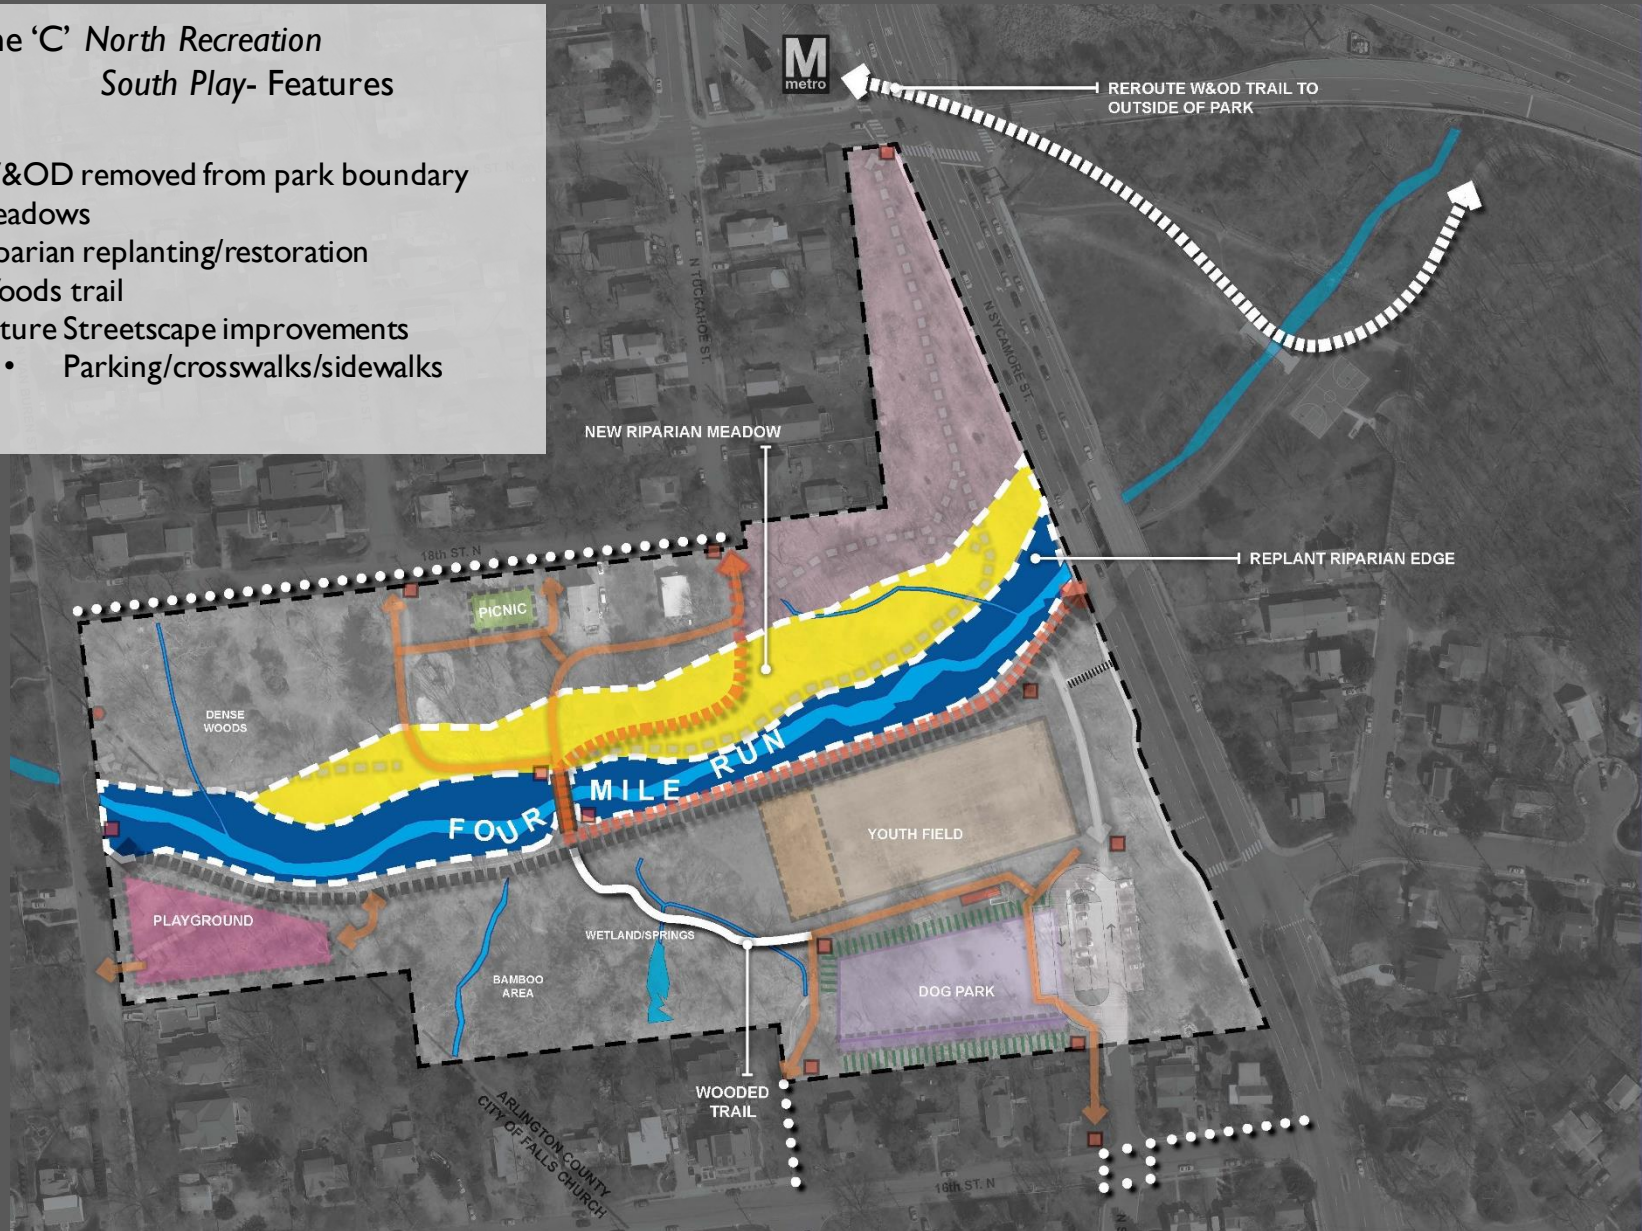 ne ‘C’ North Recreation
South Play- Features
&OD removed from park boundary
eadows
parian replanting/restoration
oods trail
ture Streetscape improvements
• Parking/crosswalks/sidewalks
M
metro
REROUTE W&OD TRAIL TO
OUTSIDE OF PARK
N TUCKAHOE ST.
N SYCAMORE ST.
NEW RIPARIAN MEADOW
18th ST. N
REPLANT RIPARIAN EDGE
PICNIC
DENSE
WOODS
FOUR MILE RUN
YOUTH FIELD
PLAYGROUND
WETLAND/SPRINGS
BAMBOO
AREA
DOG PARK
WOODED
TRAIL
ARLINGTON COUNTY
CITY OF FALLS CHURCH
16th ST. N